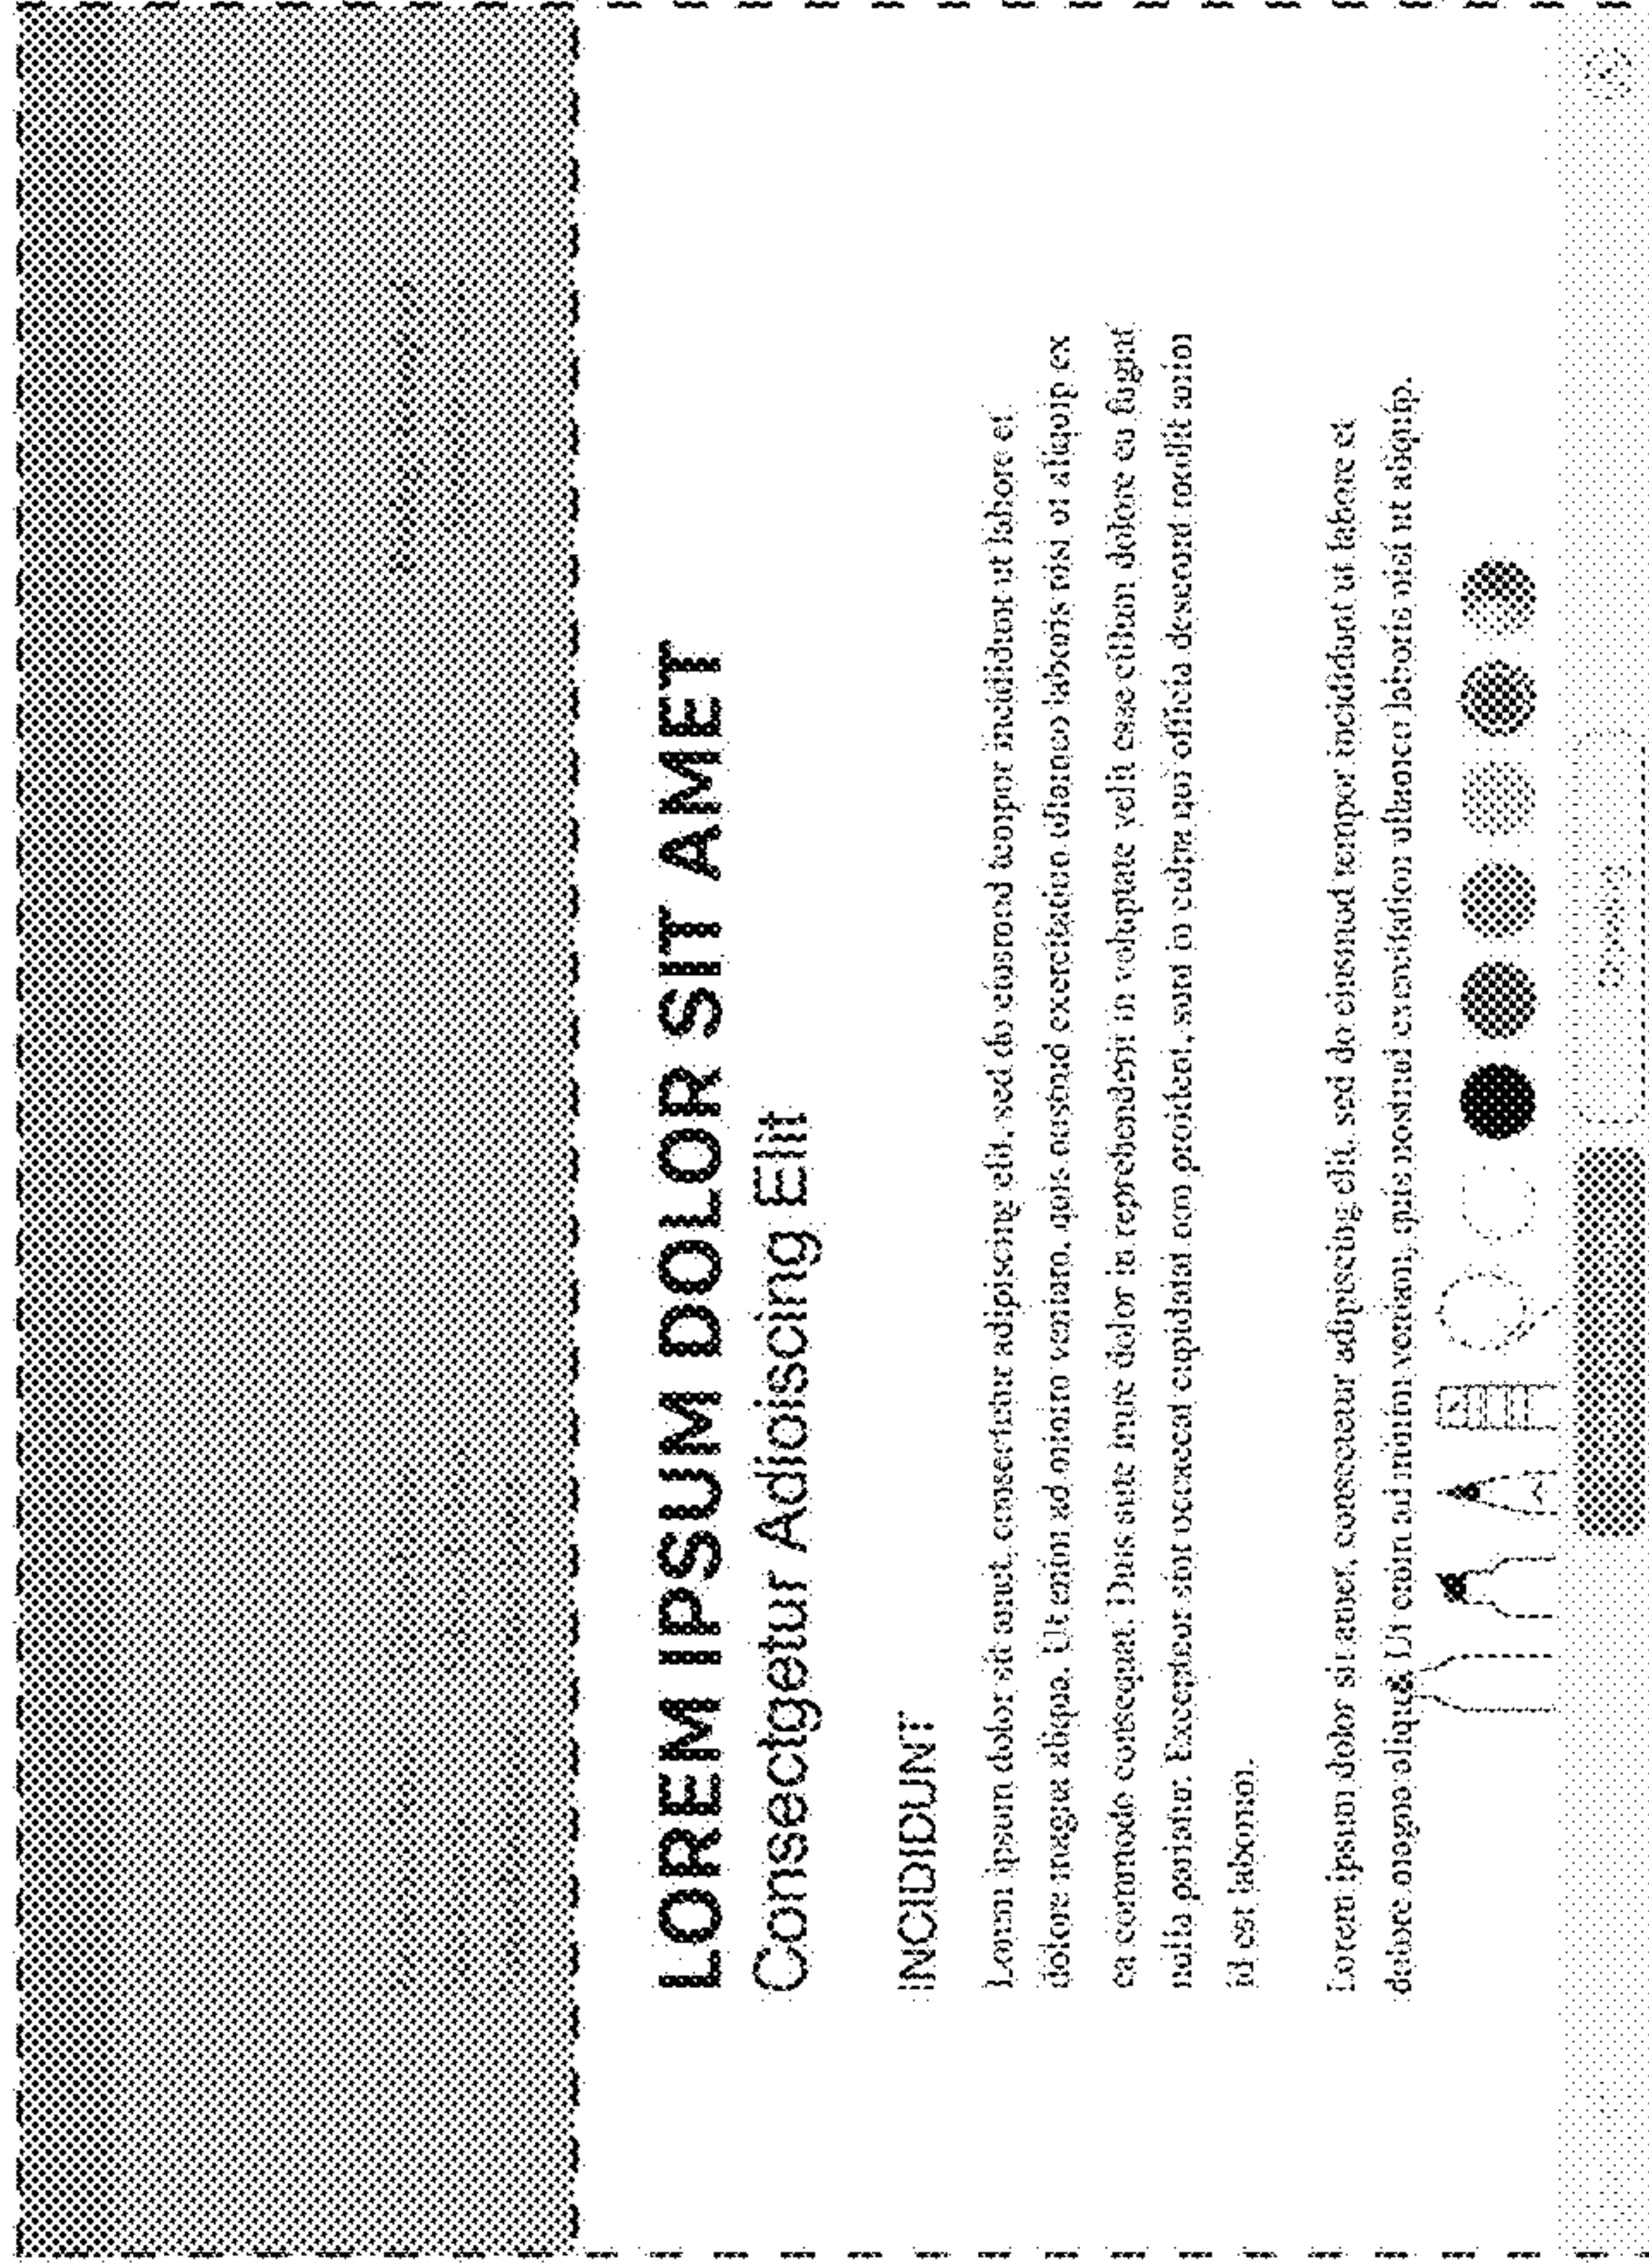 LOREM IPSUM DOLOR SIT AMET
Consectgetur Adioiscing Elit
INCIDIDUNT
Lorem ipsum dolor sit amet, consectetur adipiscing elit, sed do eiusmod tempor incididunt ut labore et
dolore magna aliqua. Ut enim ad minim veniam, quis nostrud exercitation ullamco laboris nisi ut aliquip ex
ea commodo consequat. Duis aute irure dolor in reprehenderit in voluptate velit esse cillum dolore eu fugiat
nulla pariatur. Excepteur sint occaecat cupidatat non proident, sunt in culpa qui officia deserunt mollit anim
id est laborum.
Lorem ipsum dolor sit amet, consectetur adipiscing elit, sed do eiusmod tempor incididunt ut labore et
dolore magna aliqua. Ut enim ad minim veniam, quis nostrud exercitation ullamco laboris nisi ut aliquip.